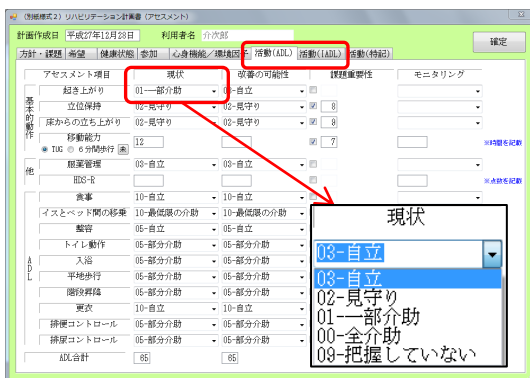 (別紙様式2) リハビリテーション計画書 (アセスメント)
計画作成日 平成27年12月28日 利用者名 介次郎
確定
方針・課題 希望 健康状態 参加 心身機能/環境因子 活動(ADL) 活動(IADL) 活動(特記)
アセスメント項目 現状 改善の可能性 課題重要性 モニタリング
基本的動作
起き上がり 01-一部介助 03-自立
立位保持 02-見守り 02-見守り 8
床からの立ち上がり 02-見守り 02-見守り 9
移動能力 12 7 ※時間を記載
TUG 6分間歩行 未
他
服薬管理 03-自立 03-自立
HDS-R ※点数を記載
ADL
食事 10-自立 10-自立
イスとベッド間の移乗 10-最低限の介助 10-最低限の介助
整容 05-自立 05-自立
トイレ動作 05-部分介助 05-部分介助
入浴 05-部分介助 05-部分介助
平地歩行 05-部分介助 05-部分介助
階段昇降 05-部分介助 05-部分介助
更衣 10-自立 10-自立
排便コントロール 05-部分介助 05-部分介助
排尿コントロール 05-部分介助 05-部分介助
ADL合計 65 65
現状
03-自立
03-自立
02-見守り
01-一部介助
00-全介助
09-把握していない